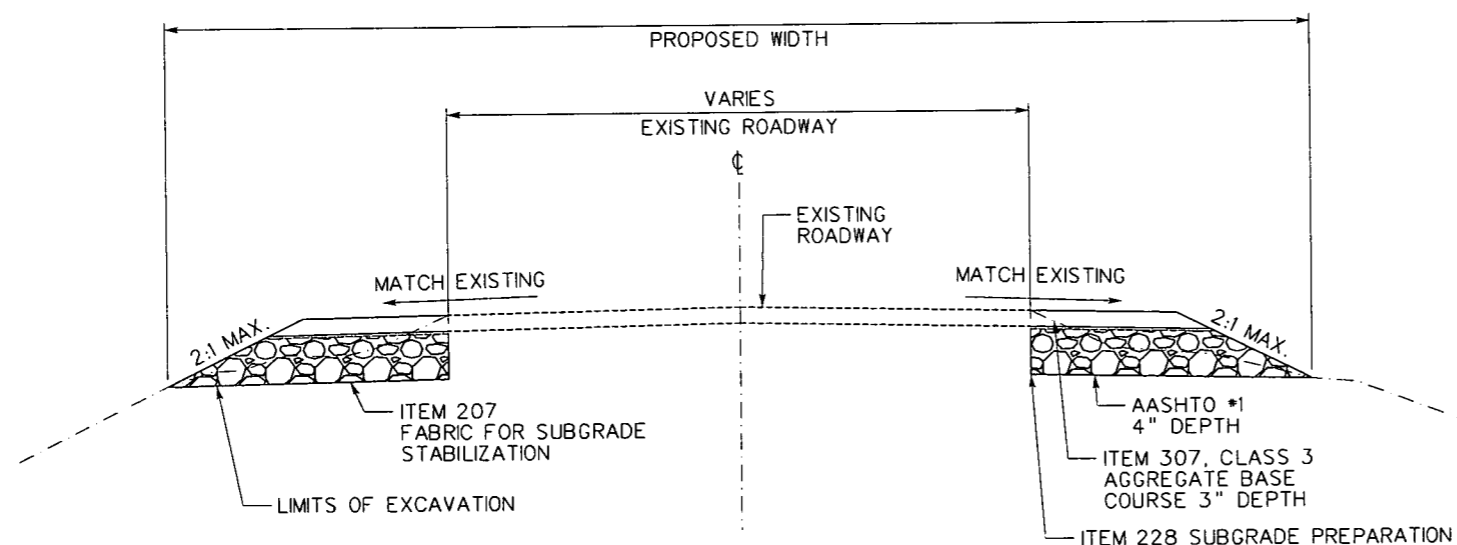 PROPOSED WIDTH
VARIES
EXISTING ROADWAY
℄
EXISTING
ROADWAY
MATCH EXISTING
MATCH EXISTING
2:1 MAX.
2:1 MAX.
ITEM 207
FABRIC FOR SUBGRADE
STABILIZATION
LIMITS OF EXCAVATION
AASHTO #1
4" DEPTH
ITEM 307, CLASS 3
AGGREGATE BASE
COURSE 3" DEPTH
ITEM 228 SUBGRADE PREPARATION